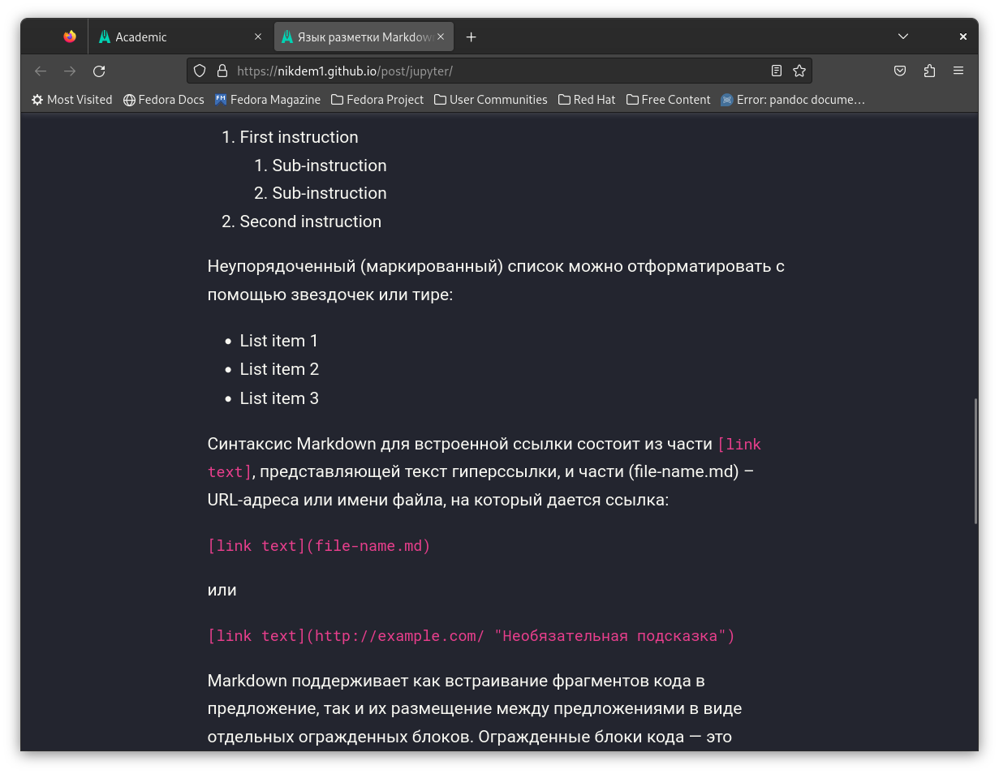 Academic
Язык разметки Markdow
https://nikdem1.github.io/post/jupyter/
Most Visited Fedora Docs FM Fedora Magazine Fedora Project User Communities Red Hat Free Content Error: pandoc docume…
1. First instruction
1. Sub-instruction
2. Sub-instruction
2. Second instruction
Неупорядоченный (маркированный) список можно отформатировать с
помощью звездочек или тире:
• List item 1
• List item 2
• List item 3
Синтаксис Markdown для встроенной ссылки состоит из части [link
text], представляющей текст гиперссылки, и части (file-name.md) –
URL-адреса или имени файла, на который дается ссылка:
[link text](file-name.md)
или
[link text](http://example.com/ "Необязательная подсказка")
Markdown поддерживает как встраивание фрагментов кода в
предложение, так и их размещение между предложениями в виде
отдельных огражденных блоков. Огражденные блоки кода — это